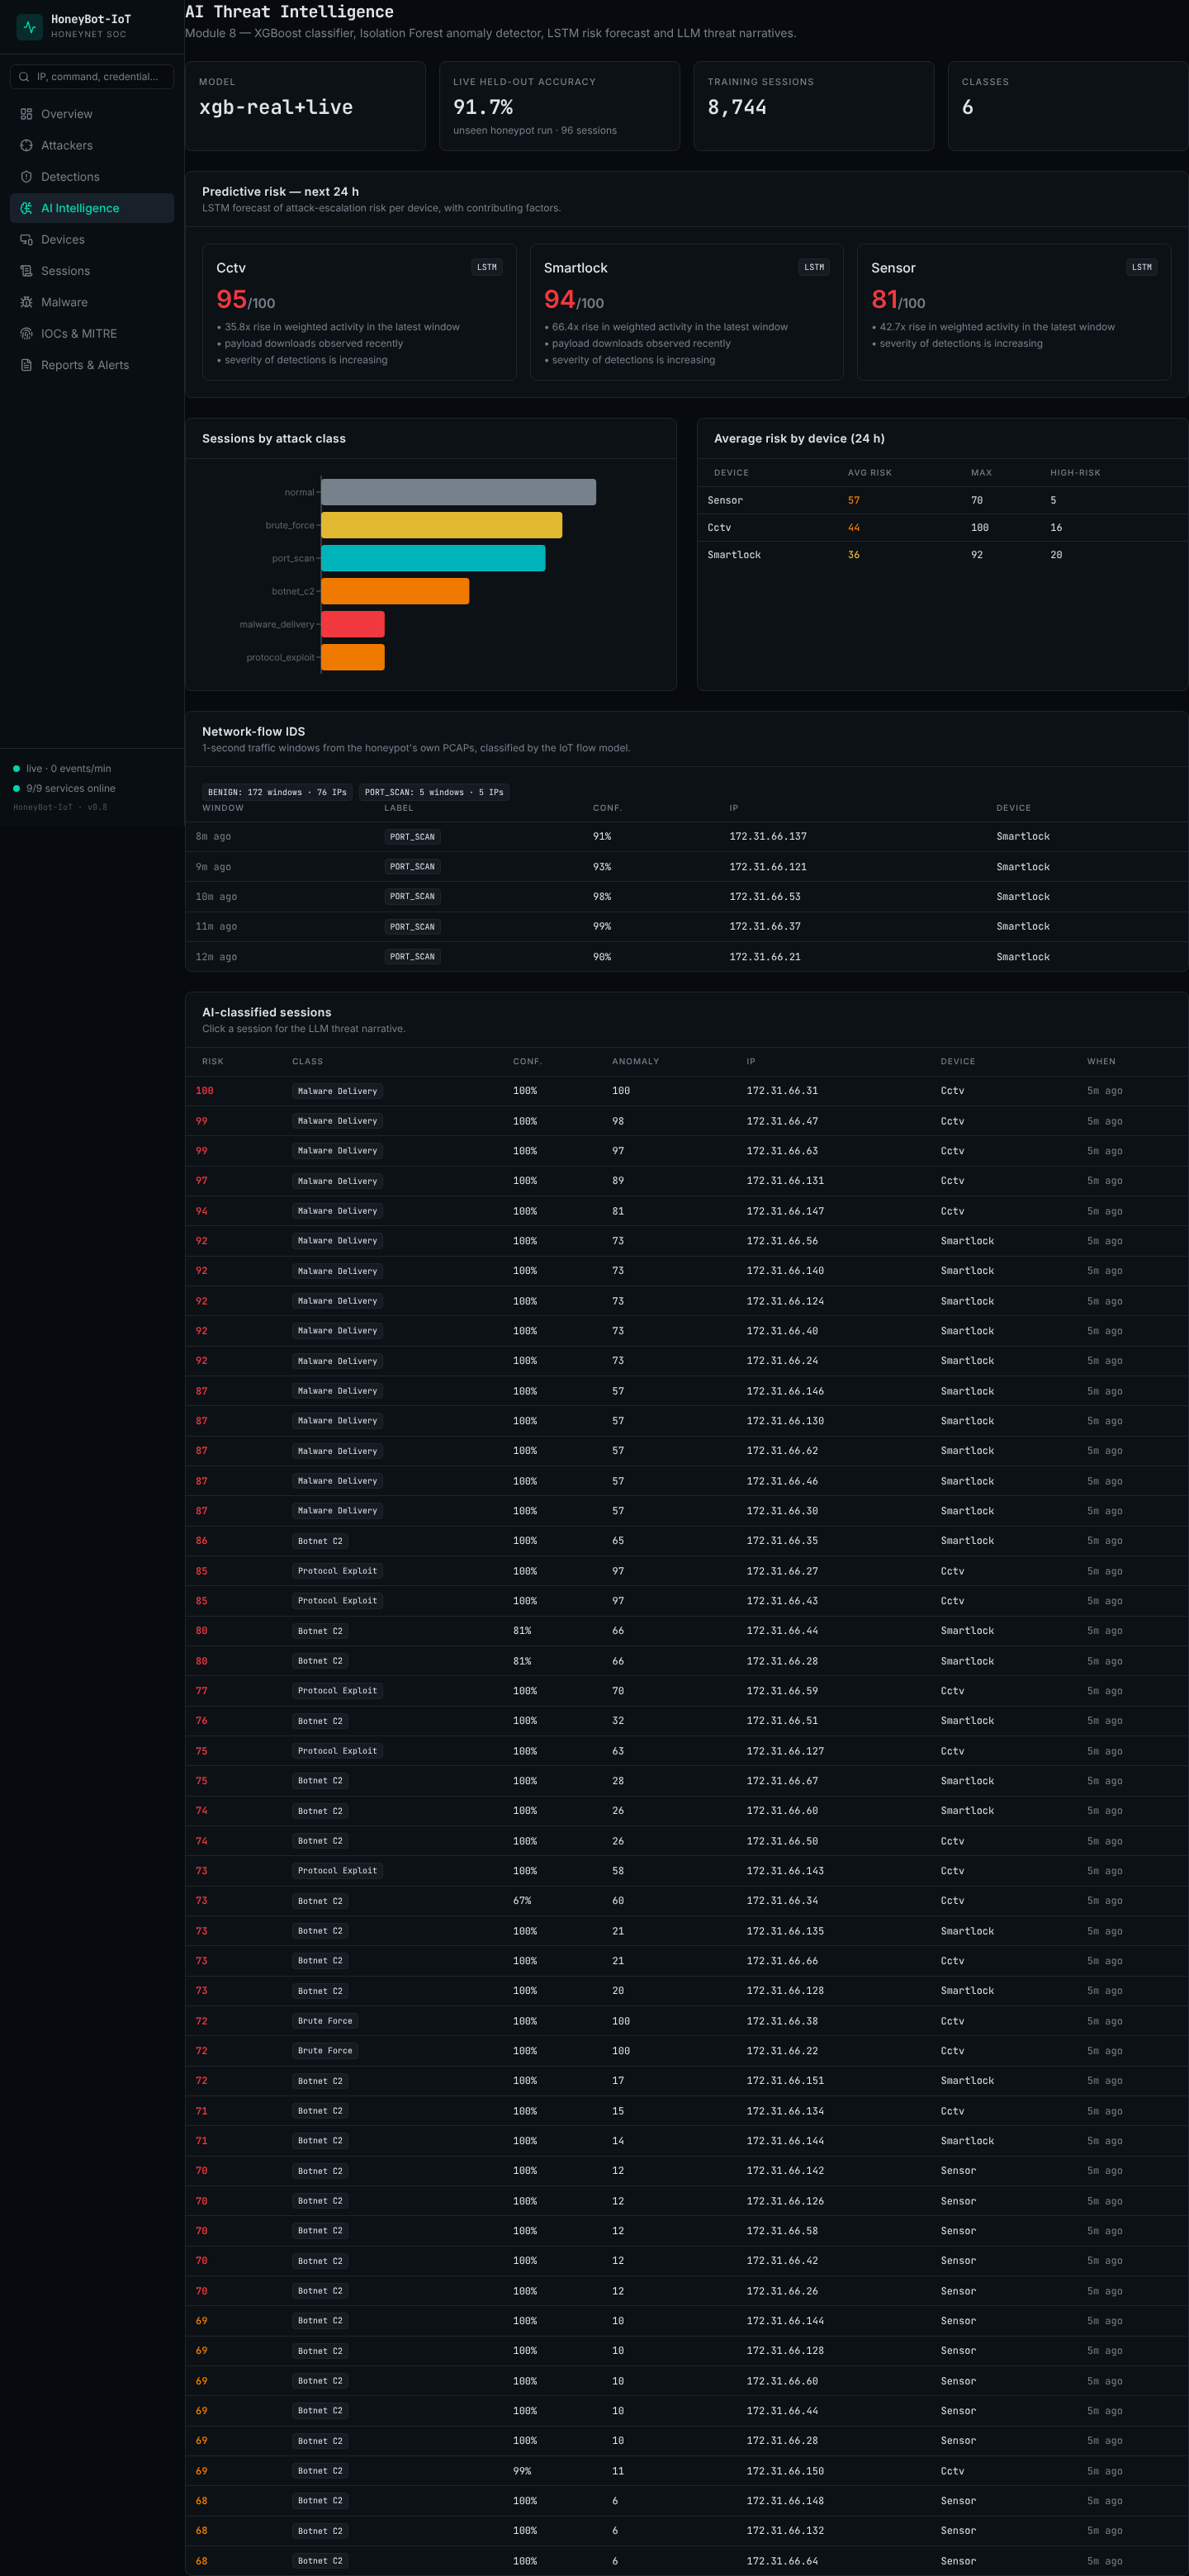 HoneyBot-IoT
HONEYNET SOC
IP, command, credential...
Overview
Attackers
Detections
AI Intelligence
Devices
Sessions
Malware
IOCs & MITRE
Reports & Alerts
live · 0 events/min
9/9 services online
HoneyBot-IoT · v0.8
AI Threat Intelligence
Module 8 — XGBoost classifier, Isolation Forest anomaly detector, LSTM risk forecast and LLM threat narratives.
MODEL
xgb-real+live
LIVE HELD-OUT ACCURACY
91.7%
unseen honeypot run · 96 sessions
TRAINING SESSIONS
8,744
CLASSES
6
Predictive risk — next 24 h
LSTM forecast of attack-escalation risk per device, with contributing factors.
Cctv LSTM
95/100
• 35.8x rise in weighted activity in the latest window
• payload downloads observed recently
• severity of detections is increasing
Smartlock LSTM
94/100
• 66.4x rise in weighted activity in the latest window
• payload downloads observed recently
• severity of detections is increasing
Sensor LSTM
81/100
• 42.7x rise in weighted activity in the latest window
• severity of detections is increasing
Sessions by attack class
normal
brute_force
port_scan
botnet_c2
malware_delivery
protocol_exploit
Average risk by device (24 h)
DEVICE AVG RISK MAX HIGH-RISK
Sensor 57 70 5
Cctv 44 100 16
Smartlock 36 92 20
Network-flow IDS
1-second traffic windows from the honeypot's own PCAPs, classified by the IoT flow model.
BENIGN: 172 windows · 76 IPs PORT_SCAN: 5 windows · 5 IPs
WINDOW LABEL CONF. IP DEVICE
8m ago PORT_SCAN 91% 172.31.66.137 Smartlock
9m ago PORT_SCAN 93% 172.31.66.121 Smartlock
10m ago PORT_SCAN 98% 172.31.66.53 Smartlock
11m ago PORT_SCAN 99% 172.31.66.37 Smartlock
12m ago PORT_SCAN 90% 172.31.66.21 Smartlock
AI-classified sessions
Click a session for the LLM threat narrative.
RISK CLASS CONF. ANOMALY IP DEVICE WHEN
100 Malware Delivery 100% 100 172.31.66.31 Cctv 5m ago
99 Malware Delivery 100% 98 172.31.66.47 Cctv 5m ago
99 Malware Delivery 100% 97 172.31.66.63 Cctv 5m ago
97 Malware Delivery 100% 89 172.31.66.131 Cctv 5m ago
94 Malware Delivery 100% 81 172.31.66.147 Cctv 5m ago
92 Malware Delivery 100% 73 172.31.66.56 Smartlock 5m ago
92 Malware Delivery 100% 73 172.31.66.140 Smartlock 5m ago
92 Malware Delivery 100% 73 172.31.66.124 Smartlock 5m ago
92 Malware Delivery 100% 73 172.31.66.40 Smartlock 5m ago
92 Malware Delivery 100% 73 172.31.66.24 Smartlock 5m ago
87 Malware Delivery 100% 57 172.31.66.146 Smartlock 5m ago
87 Malware Delivery 100% 57 172.31.66.130 Smartlock 5m ago
87 Malware Delivery 100% 57 172.31.66.62 Smartlock 5m ago
87 Malware Delivery 100% 57 172.31.66.46 Smartlock 5m ago
87 Malware Delivery 100% 57 172.31.66.30 Smartlock 5m ago
86 Botnet C2 100% 65 172.31.66.35 Smartlock 5m ago
85 Protocol Exploit 100% 97 172.31.66.27 Cctv 5m ago
85 Protocol Exploit 100% 97 172.31.66.43 Cctv 5m ago
80 Botnet C2 81% 66 172.31.66.44 Smartlock 5m ago
80 Botnet C2 81% 66 172.31.66.28 Smartlock 5m ago
77 Protocol Exploit 100% 70 172.31.66.59 Cctv 5m ago
76 Botnet C2 100% 32 172.31.66.51 Smartlock 5m ago
75 Protocol Exploit 100% 63 172.31.66.127 Cctv 5m ago
75 Botnet C2 100% 28 172.31.66.67 Smartlock 5m ago
74 Botnet C2 100% 26 172.31.66.60 Smartlock 5m ago
74 Botnet C2 100% 26 172.31.66.50 Cctv 5m ago
73 Protocol Exploit 100% 58 172.31.66.143 Cctv 5m ago
73 Botnet C2 67% 60 172.31.66.34 Cctv 5m ago
73 Botnet C2 100% 21 172.31.66.135 Smartlock 5m ago
73 Botnet C2 100% 21 172.31.66.66 Cctv 5m ago
73 Botnet C2 100% 20 172.31.66.128 Smartlock 5m ago
72 Brute Force 100% 100 172.31.66.38 Cctv 5m ago
72 Brute Force 100% 100 172.31.66.22 Cctv 5m ago
72 Botnet C2 100% 17 172.31.66.151 Smartlock 5m ago
71 Botnet C2 100% 15 172.31.66.134 Cctv 5m ago
71 Botnet C2 100% 14 172.31.66.144 Smartlock 5m ago
70 Botnet C2 100% 12 172.31.66.142 Sensor 5m ago
70 Botnet C2 100% 12 172.31.66.126 Sensor 5m ago
70 Botnet C2 100% 12 172.31.66.58 Sensor 5m ago
70 Botnet C2 100% 12 172.31.66.42 Sensor 5m ago
70 Botnet C2 100% 12 172.31.66.26 Sensor 5m ago
69 Botnet C2 100% 10 172.31.66.144 Sensor 5m ago
69 Botnet C2 100% 10 172.31.66.128 Sensor 5m ago
69 Botnet C2 100% 10 172.31.66.60 Sensor 5m ago
69 Botnet C2 100% 10 172.31.66.44 Sensor 5m ago
69 Botnet C2 100% 10 172.31.66.28 Sensor 5m ago
69 Botnet C2 99% 11 172.31.66.150 Cctv 5m ago
68 Botnet C2 100% 6 172.31.66.148 Sensor 5m ago
68 Botnet C2 100% 6 172.31.66.132 Sensor 5m ago
68 Botnet C2 100% 6 172.31.66.64 Sensor 5m ago